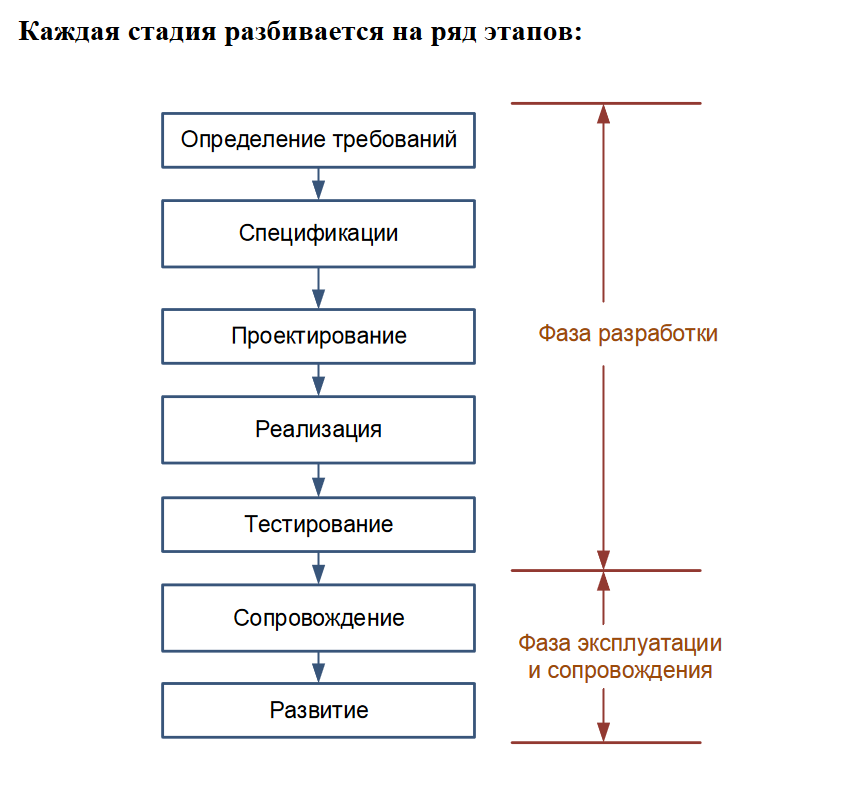 Каждая стадия разбивается на ряд этапов:
Определение требований
Спецификации
Проектирование
Реализация
Тестирование
Сопровождение
Развитие
Фаза разработки
Фаза эксплуатации
и сопровождения